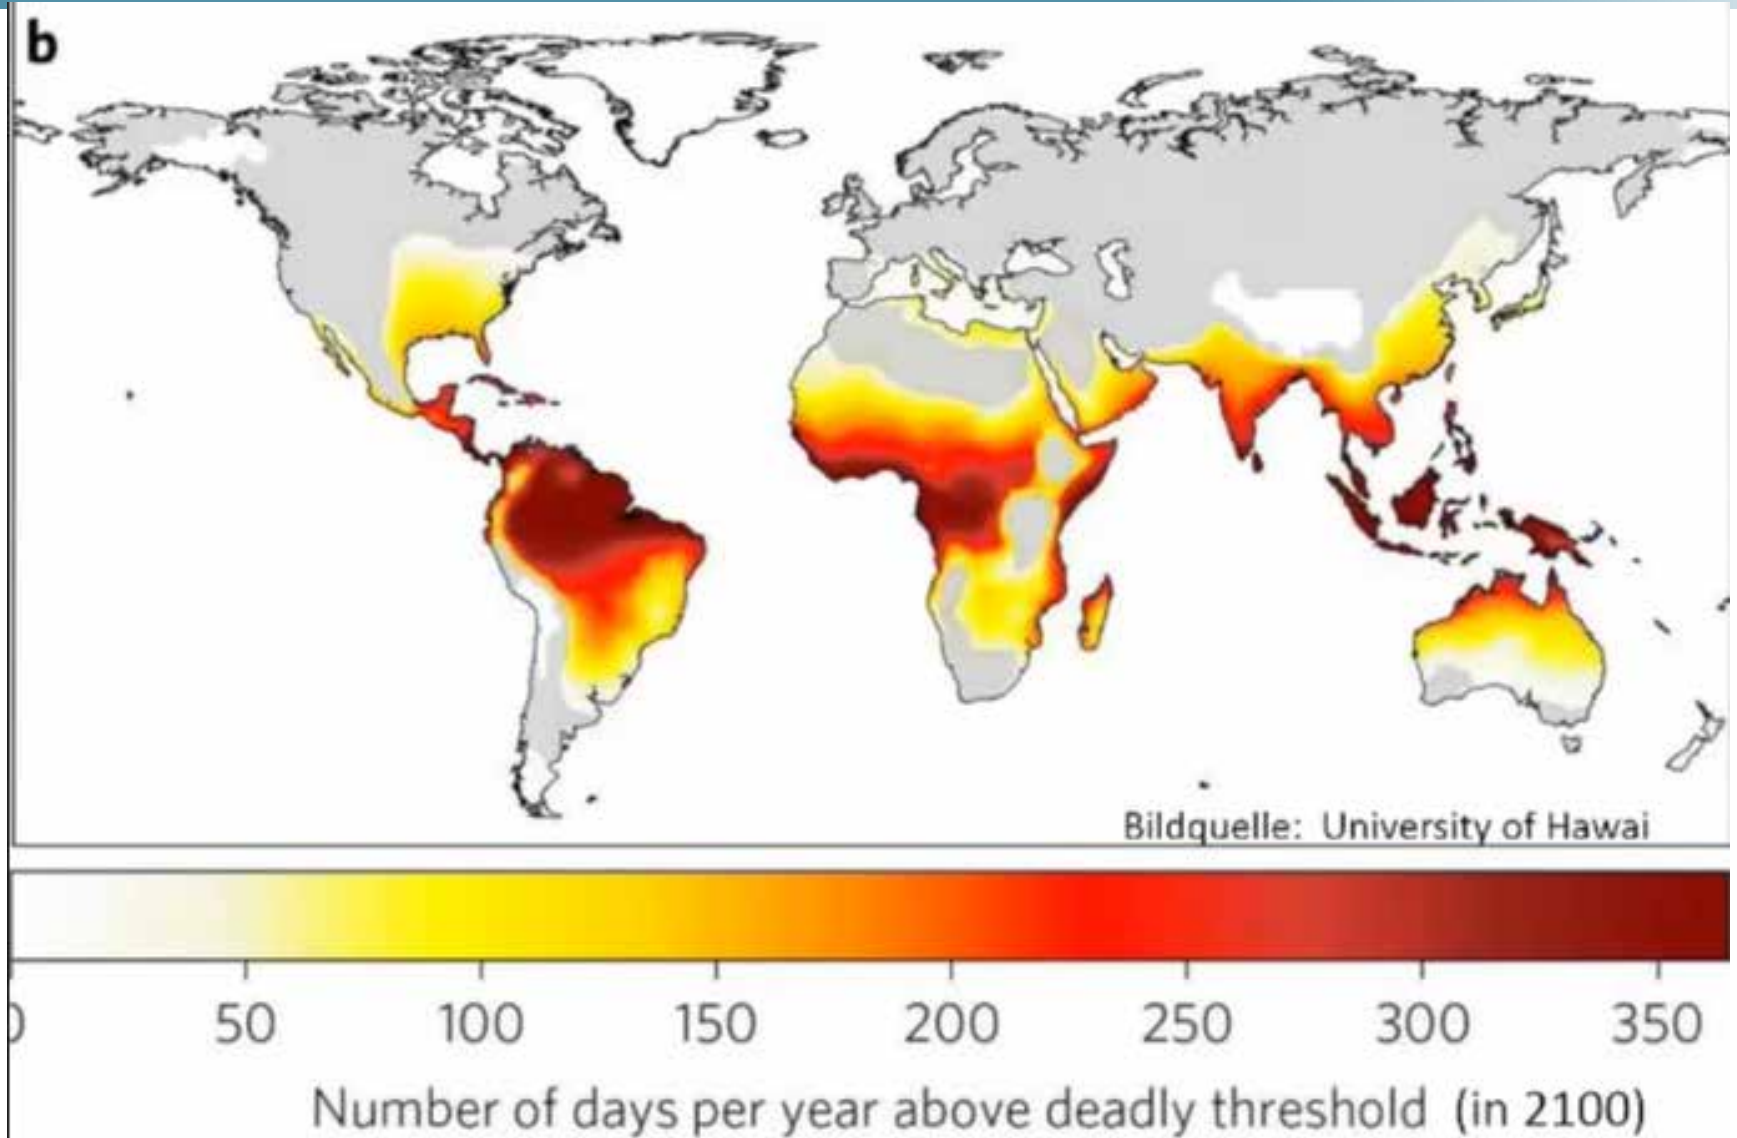 b
Bildquelle: University of Hawai
0 50 100 150 200 250 300 350
Number of days per year above deadly threshold (in 2100)